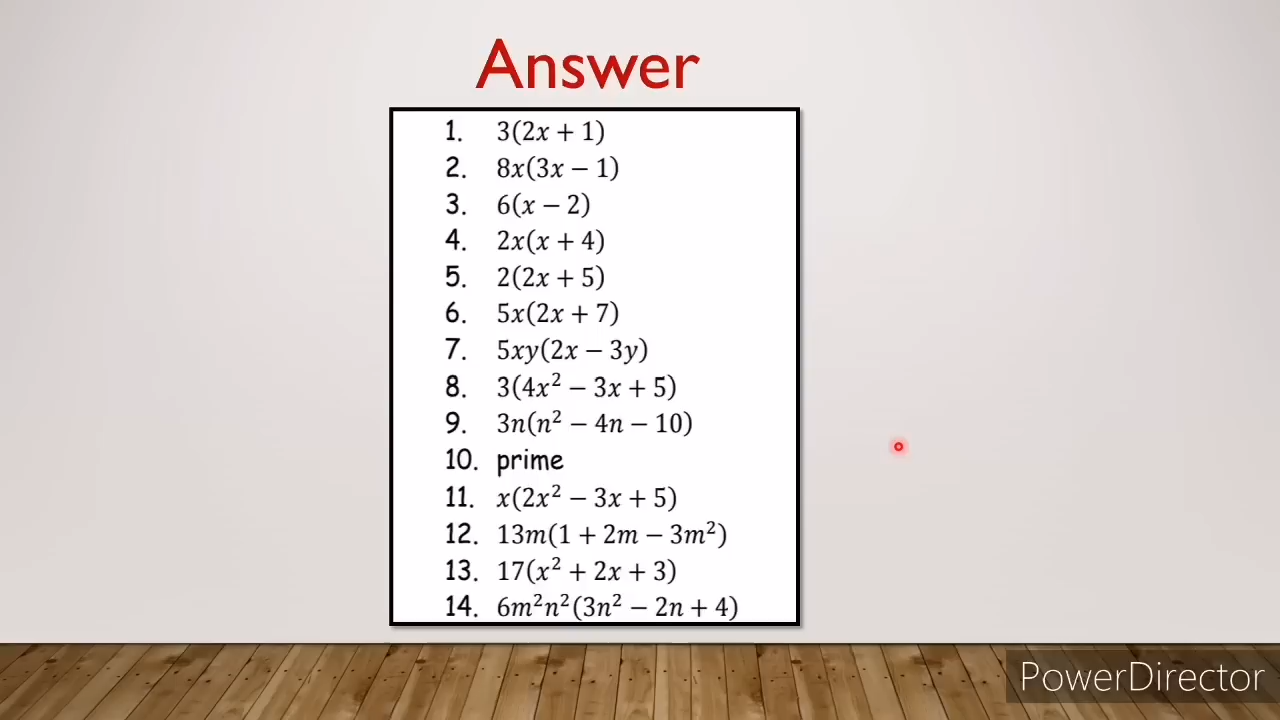 Answer
1. 3(2x + 1)
2. 8x(3x − 1)
3. 6(x − 2)
4. 2x(x + 4)
5. 2(2x + 5)
6. 5x(2x + 7)
7. 5xy(2x − 3y)
8. 3(4x² − 3x + 5)
9. 3n(n² − 4n − 10)
10. prime
11. x(2x² − 3x + 5)
12. 13m(1 + 2m − 3m²)
13. 17(x² + 2x + 3)
14. 6m²n²(3n² − 2n + 4)
PowerDirector